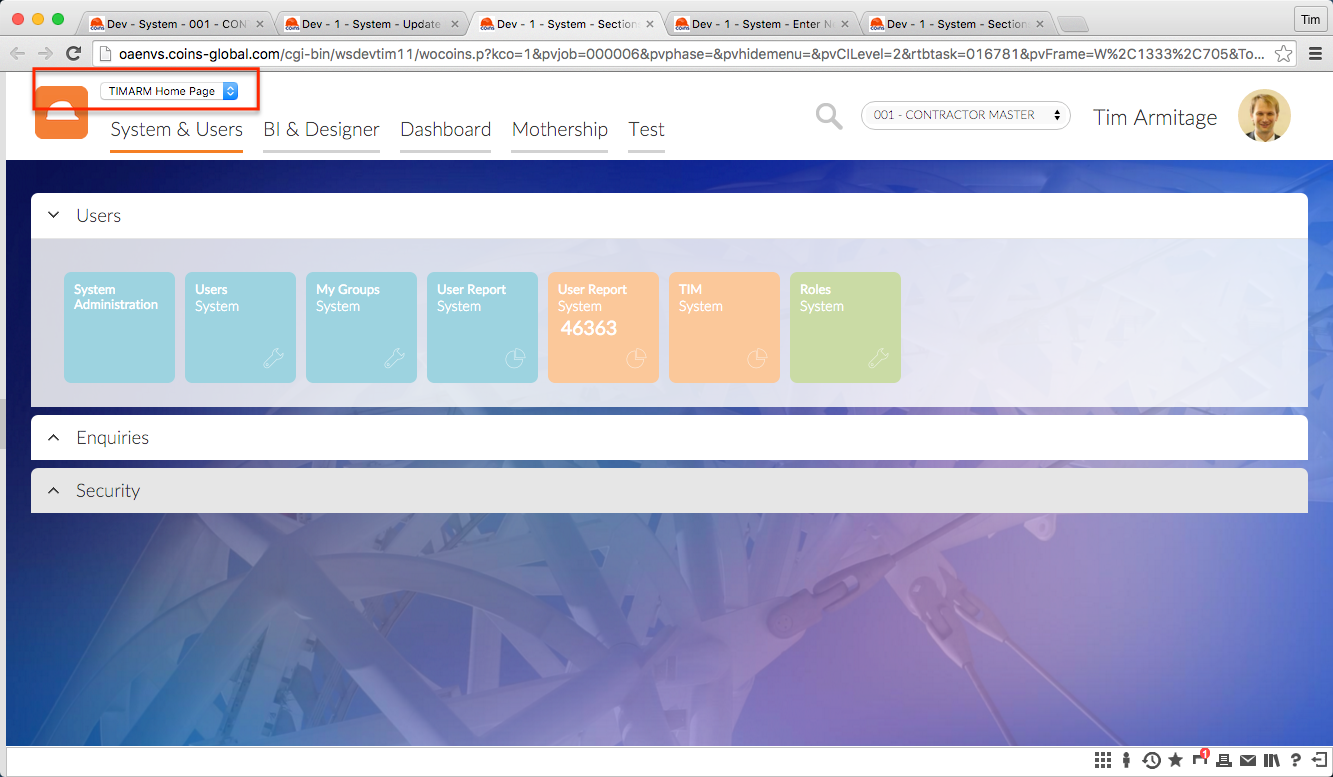 Dev - System - 001 - CON
Dev - 1 - System - Update
Dev - 1 - System - Section
Dev - 1 - System - Enter N
Dev - 1 - System - Section
Tim
oaenvs.coins-global.com/cgi-bin/wsdevtim11/wocoins.p?kco=1&pvjob=000006&pvphase=&pvhidemenu=&pvCILevel=2&rtbtask=016781&pvFrame=W%2C1333%2C705&To...
TIMARM Home Page
System & Users
BI & Designer
Dashboard
Mothership
Test
001 - CONTRACTOR MASTER
Tim Armitage
Users
System
Administration
Users
System
My Groups
System
User Report
System
User Report
System
46363
TIM
System
Roles
System
Enquiries
Security
1